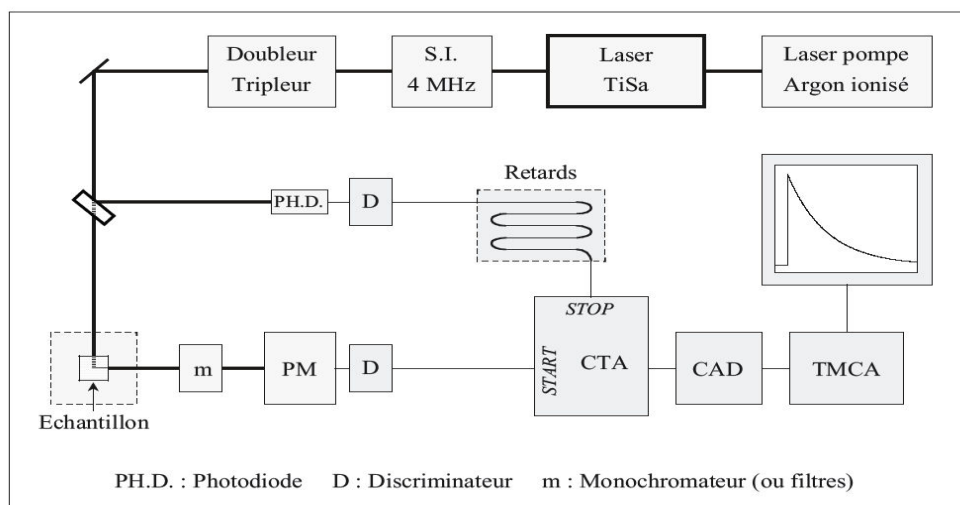 Doubleur
Tripleur
S.I.
4 MHz
Laser
TiSa
Laser pompe
Argon ionisé
Retards
PH.D.
D
STOP
START
CTA
CAD
TMCA
m
PM
D
Echantillon
PH.D. : Photodiode D : Discriminateur m : Monochromateur (ou filtres)